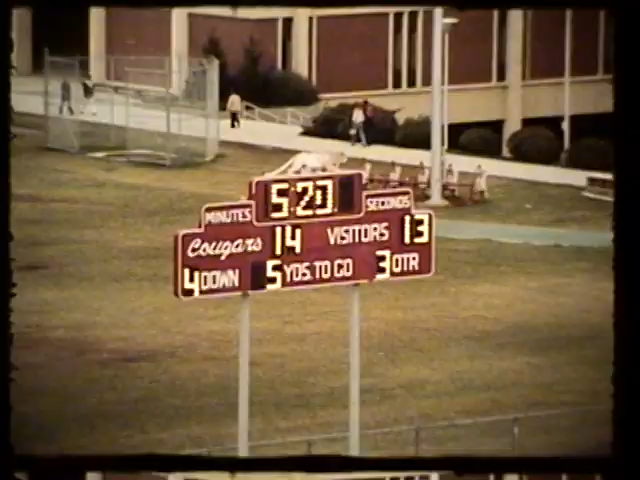 5:20
MINUTES SECONDS
Cougars 14 VISITORS 13
4 DOWN 5 YDS. TO GO 3 QTR